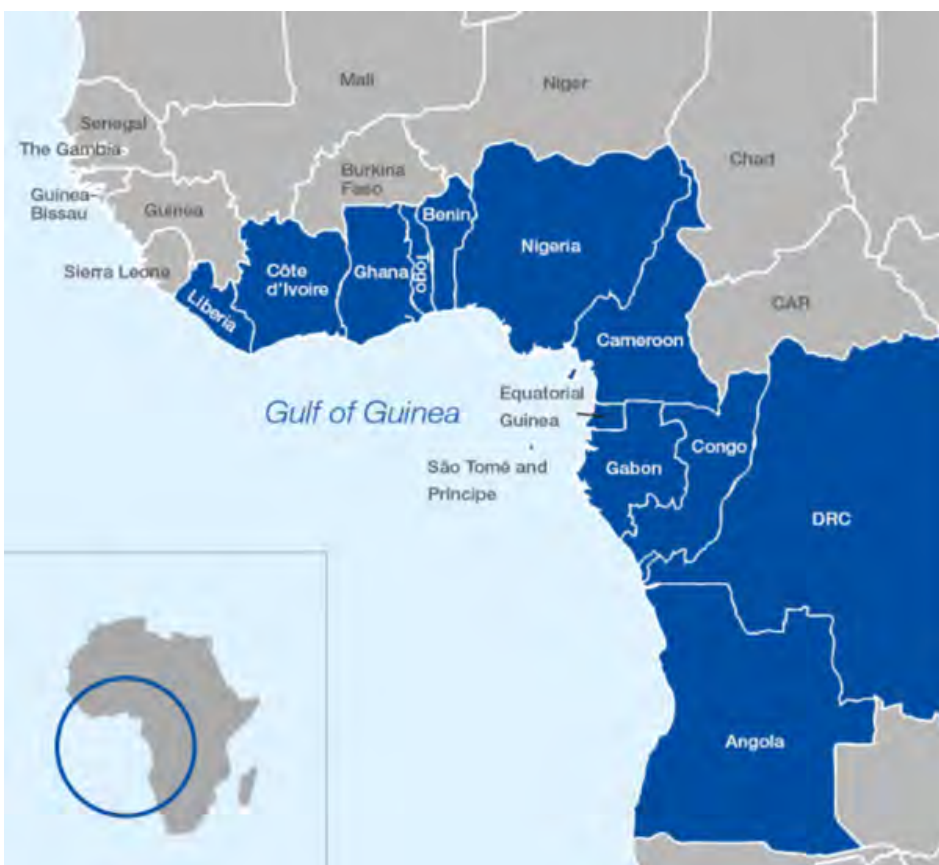 Mali
Niger
Senegal
The Gambia
Chad
Burkina
Faso
Guinea-
Bissau
Guinea
Benin
Nigeria
Sierra Leone
Côte
d'Ivoire
Ghana
Togo
Liberia
CAR
Cameroon
Equatorial
Guinea
Gulf of Guinea
Congo
São Tomé and
Príncipe
Gabon
DRC
Angola